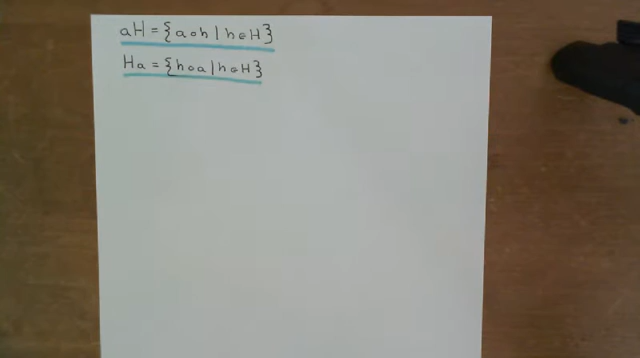 aH = {a∘h | h ∈ H}
Ha = {h∘a | h ∈ H}